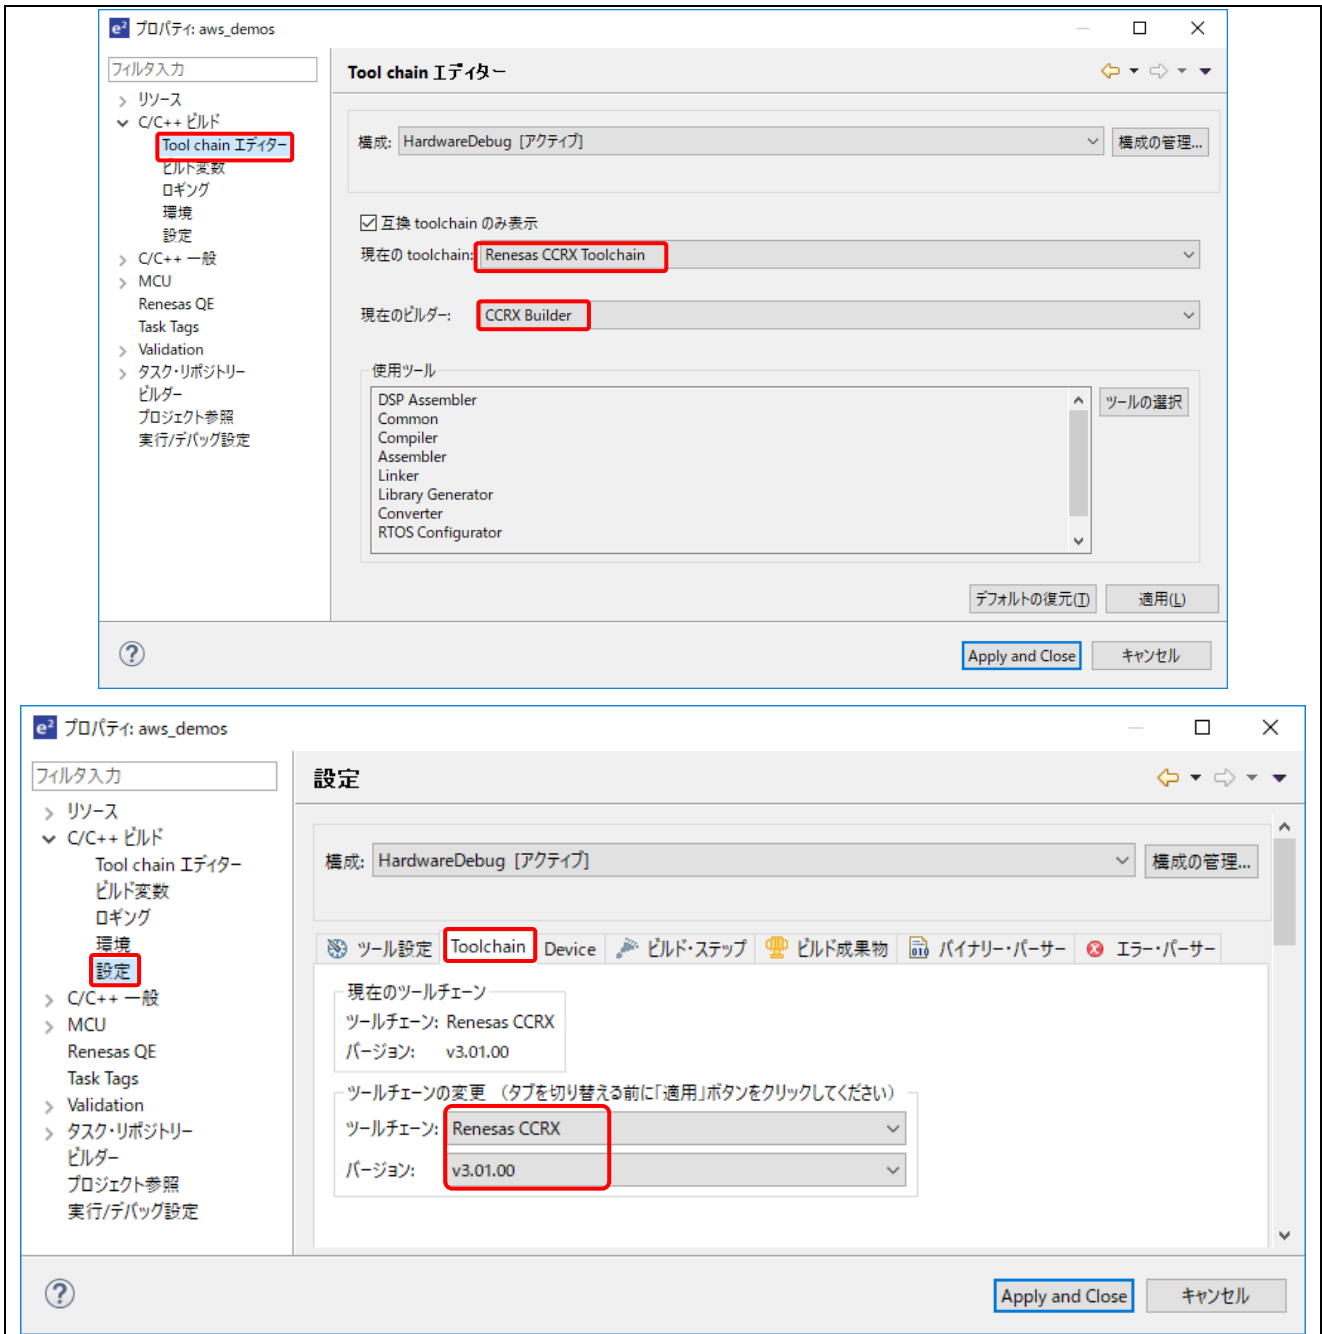 e² プロパティ: aws_demos
フィルタ入力
リソース
C/C++ ビルド
Tool chain エディター
ビルド変数
ロギング
環境
設定
C/C++ 一般
MCU
Renesas QE
Task Tags
Validation
タスク・リポジトリー
ビルダー
プロジェクト参照
実行/デバッグ設定
Tool chain エディター
構成: HardwareDebug [アクティブ] 構成の管理...
互換 toolchain のみ表示
現在の toolchain: Renesas CCRX Toolchain
現在のビルダー: CCRX Builder
使用ツール
DSP Assembler
Common
Compiler
Assembler
Linker
Library Generator
Converter
RTOS Configurator
ツールの選択
デフォルトの復元(T) 適用(L)
Apply and Close キャンセル
e² プロパティ: aws_demos
フィルタ入力
リソース
C/C++ ビルド
Tool chain エディター
ビルド変数
ロギング
環境
設定
C/C++ 一般
MCU
Renesas QE
Task Tags
Validation
タスク・リポジトリー
ビルダー
プロジェクト参照
実行/デバッグ設定
設定
構成: HardwareDebug [アクティブ] 構成の管理...
ツール設定 Toolchain Device ビルド・ステップ ビルド成果物 010 バイナリー・パーサー エラー・パーサー
現在のツールチェーン
ツールチェーン: Renesas CCRX
バージョン: v3.01.00
ツールチェーンの変更 （タブを切り替える前に「適用」ボタンをクリックしてください）
ツールチェーン: Renesas CCRX
バージョン: v3.01.00
Apply and Close キャンセル